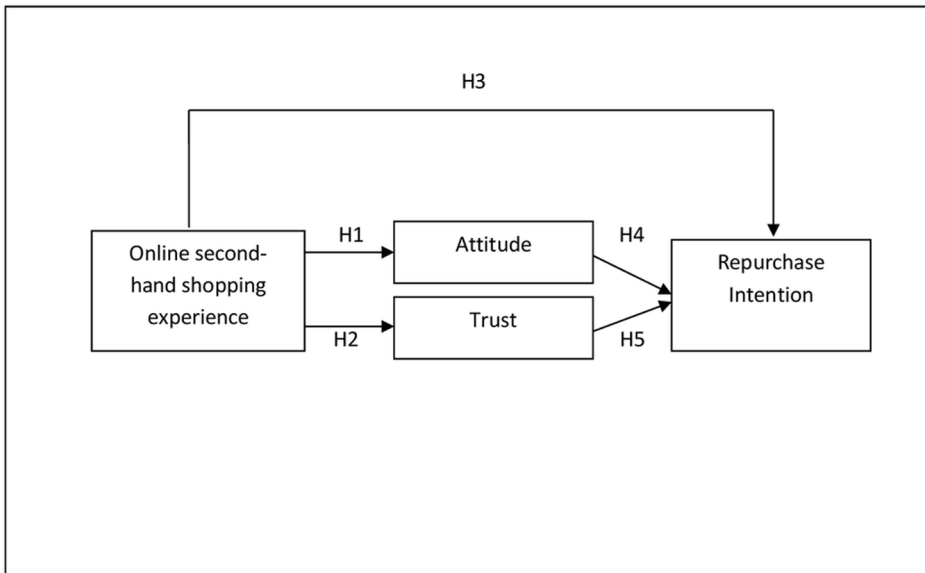 H3
Online second-
hand shopping
experience
H1
H2
Attitude
Trust
H4
H5
Repurchase
Intention